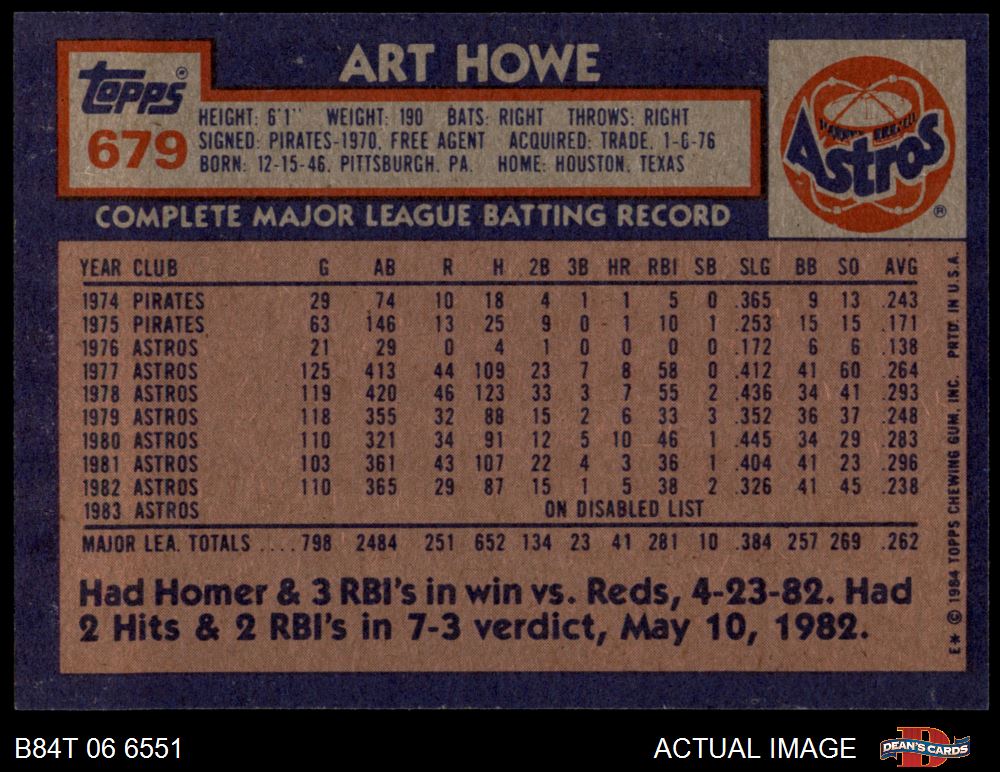 ART HOWE
Topps®
679
HEIGHT: 6'1" WEIGHT: 190 BATS: RIGHT THROWS: RIGHT
SIGNED: PIRATES-1970, FREE AGENT ACQUIRED: TRADE, 1-6-76
BORN: 12-15-46, PITTSBURGH, PA. HOME: HOUSTON, TEXAS
Astros
®
COMPLETE MAJOR LEAGUE BATTING RECORD
YEAR CLUB G AB R H 2B 3B HR RBI SB SLG BB SO AVG
1974 PIRATES 29 74 10 18 4 1 1 5 0 .365 9 13 .243
1975 PIRATES 63 146 13 25 9 0 1 10 1 .253 15 15 .171
1976 ASTROS 21 29 0 4 1 0 0 0 0 .172 6 6 .138
1977 ASTROS 125 413 44 109 23 7 8 58 0 .412 41 60 .264
1978 ASTROS 119 420 46 123 33 3 7 55 2 .436 34 41 .293
1979 ASTROS 118 355 32 88 15 2 6 33 3 .352 36 37 .248
1980 ASTROS 110 321 34 91 12 5 10 46 1 .445 34 29 .283
1981 ASTROS 103 361 43 107 22 4 3 36 1 .404 41 23 .296
1982 ASTROS 110 365 29 87 15 1 5 38 2 .326 41 45 .238
1983 ASTROS ON DISABLED LIST
MAJOR LEA. TOTALS .... 798 2484 251 652 134 23 41 281 10 .384 257 269 .262
Had Homer & 3 RBI's in win vs. Reds, 4-23-82. Had
2 Hits & 2 RBI's in 7-3 verdict, May 10, 1982.
E* © 1984 TOPPS CHEWING GUM, INC. PRTD. IN U.S.A.
B84T 06 6551
ACTUAL IMAGE
DEAN'S CARDS